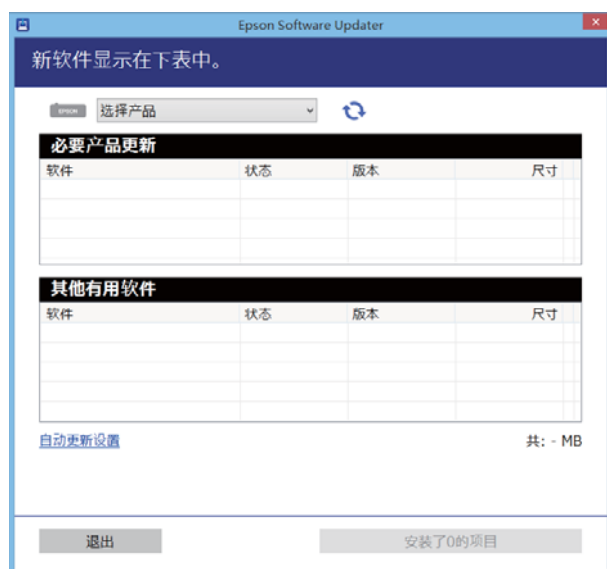 Epson Software Updater
新软件显示在下表中。
EPSON 选择产品
必要产品更新
软件 状态 版本 尺寸
其他有用软件
软件 状态 版本 尺寸
自动更新设置 共: - MB
退出 安装了0的项目